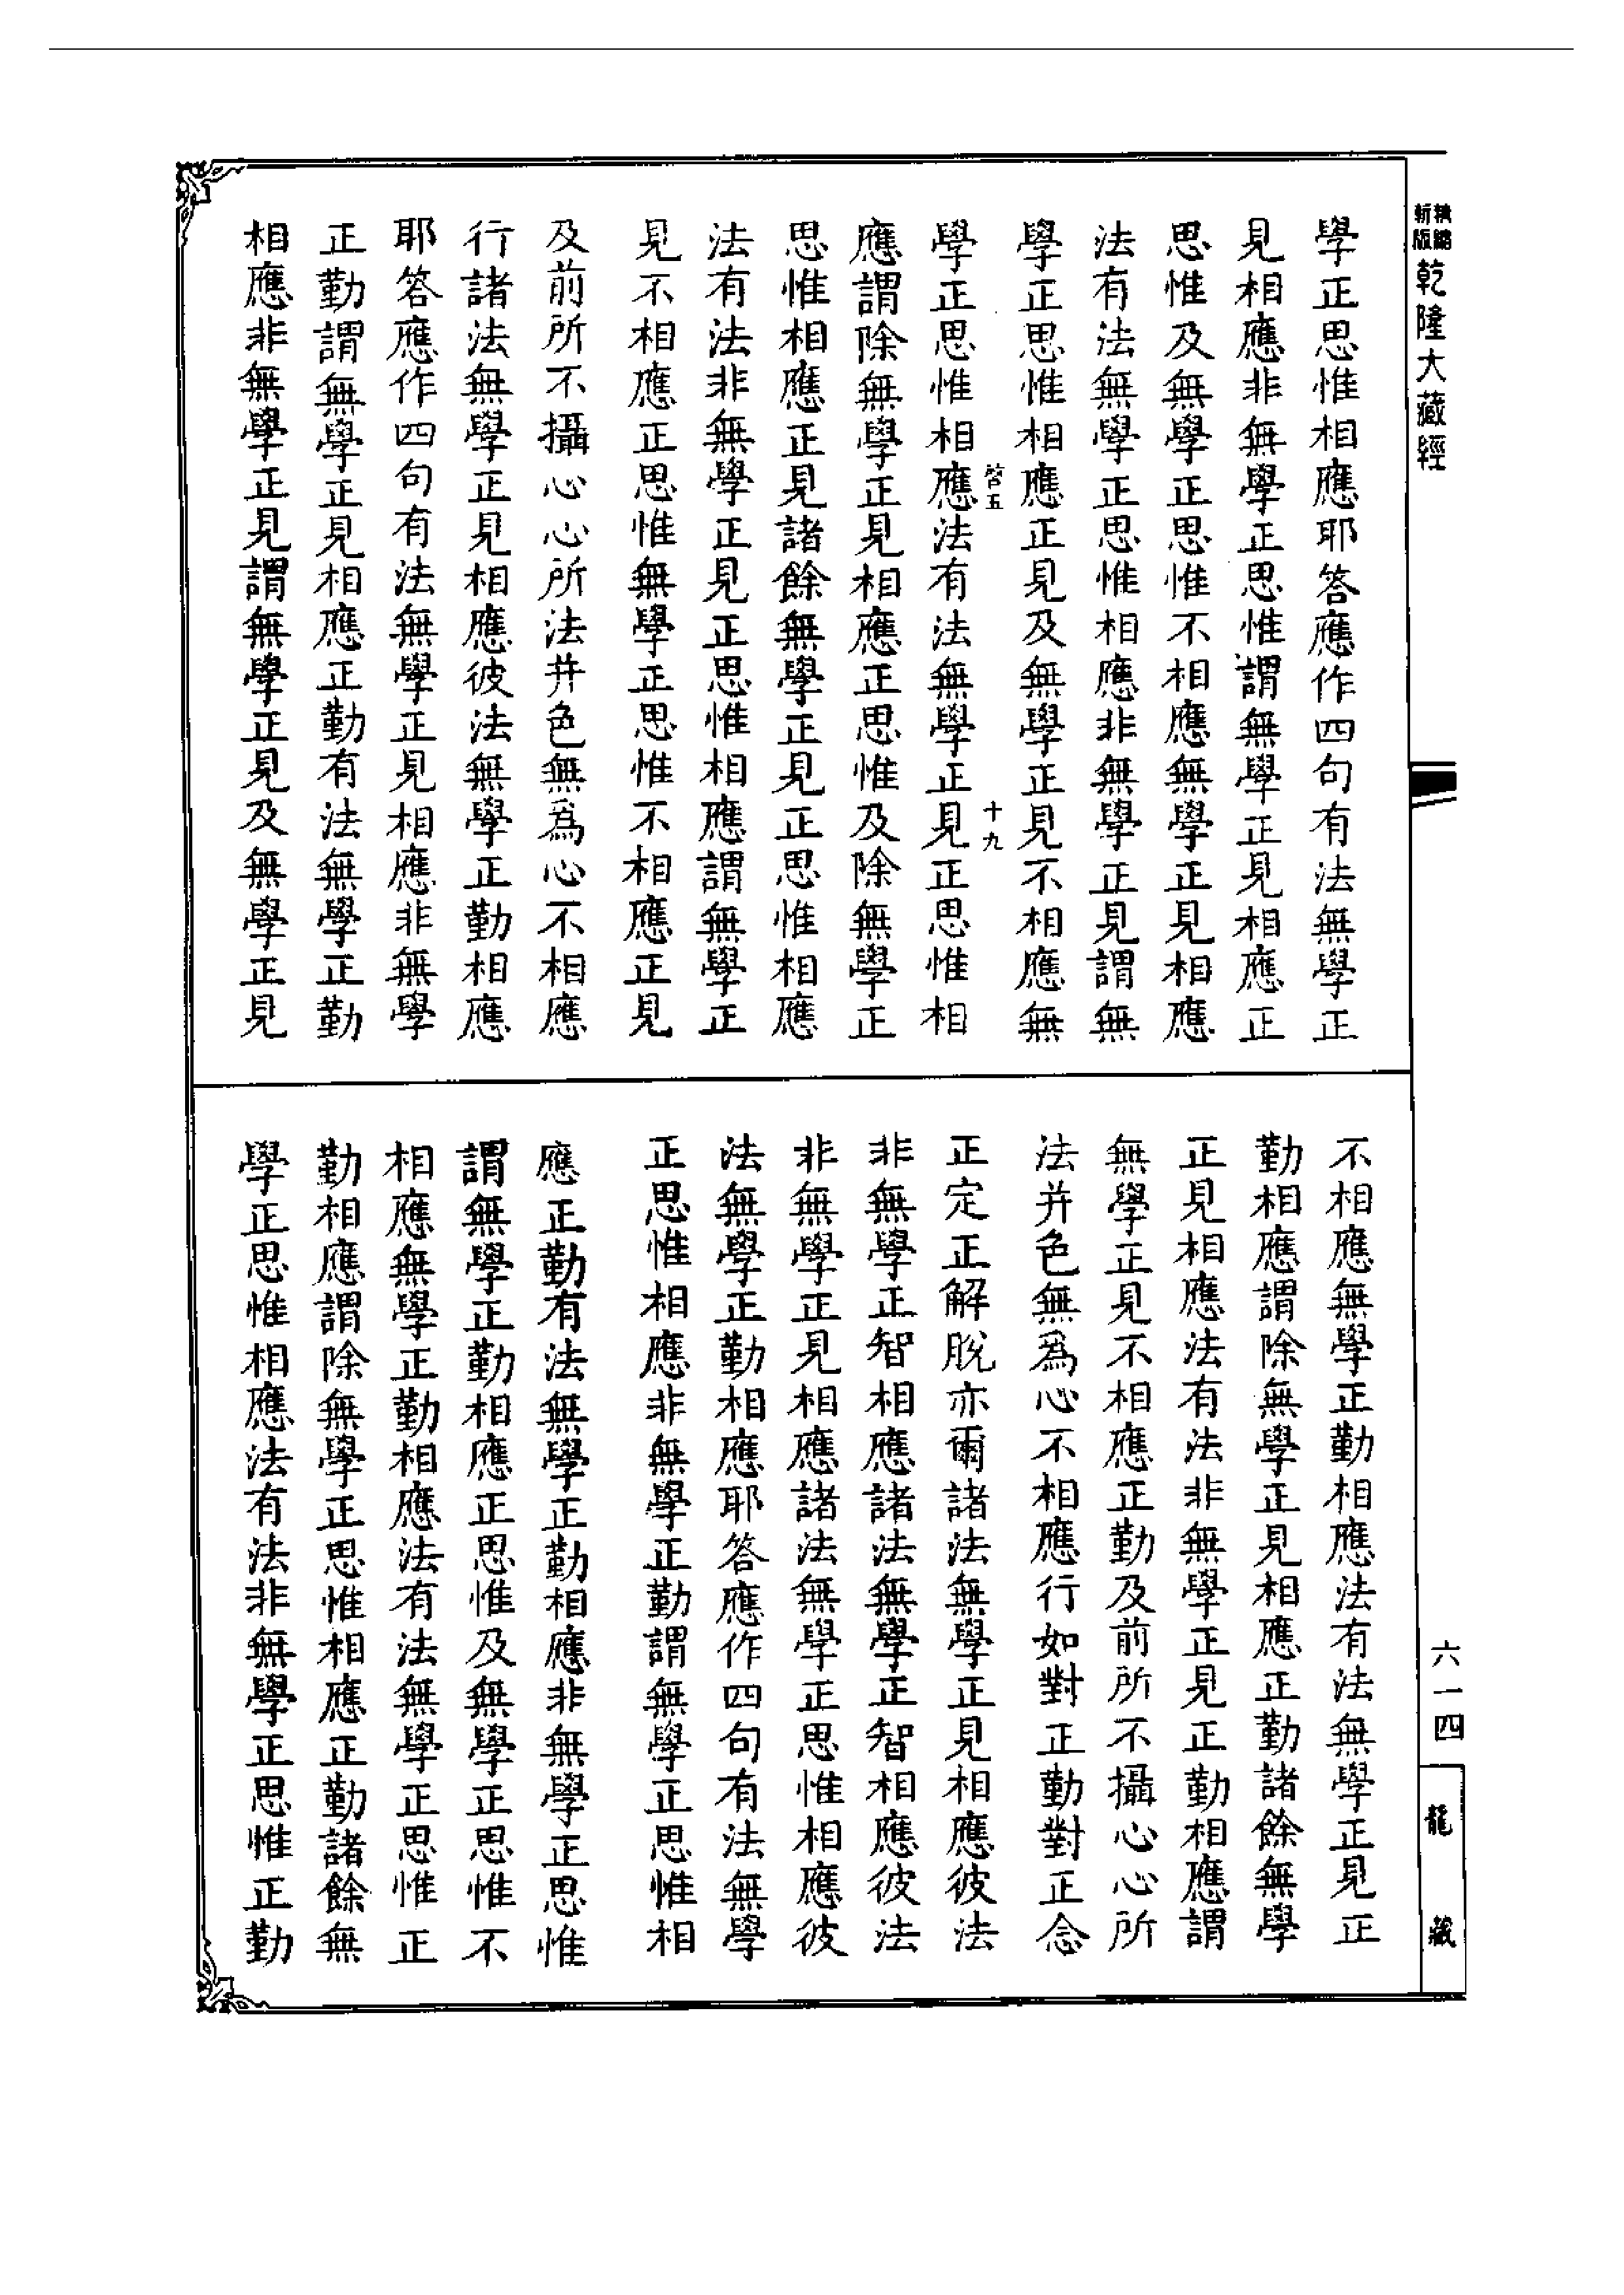 新版
精縮
乾隆大藏經
學正思惟相應耶答應作四句有法無學正
見相應非無學正思惟謂無學正見相應正
思惟及無學正思惟不相應無學正見相應
法有法無學正思惟相應非無學正見謂無
學正思惟相應正見及無學正見不相應無
啓五
十九
學正思惟相應法有法無學正見正思惟相
應謂除無學正見相應正思惟及除無學正
思惟相應正見諸餘無學正見正思惟相應
法有法非無學正見正思惟相應謂無學正
見不相應正思惟無學正思惟不相應正見
及前所不攝心心所法并色無為心不相應
行諸法無學正見相應彼法無學正勤相應
耶答應作四句有法無學正見相應非無學
正勤謂無學正見相應正勤有法無學正勤
相應非無學正見謂無學正見及無學正見
不相應無學正勤相應法有法無學正見正
勤相應謂除無學正見相應正勤諸餘無學
正見相應法有法非無學正見正勤相應謂
無學正見不相應正勤及前所不攝心心所
法并色無為心不相應行如對正勤對正念
正定正解脫亦爾諸法無學正見相應彼法
非無學正智相應諸法無學正智相應彼法
非無學正見相應諸法無學正思惟相應彼
法無學正勤相應耶答應作四句有法無學
正思惟相應非無學正勤謂無學正思惟相
應正勤有法無學正勤相應非無學正思惟
謂無學正勤相應正思惟及無學正思惟不
相應無學正勤相應法有法無學正思惟正
勤相應謂除無學正思惟相應正勤諸餘無
學正思惟相應法有法非無學正思惟正勤
六一四
龍藏